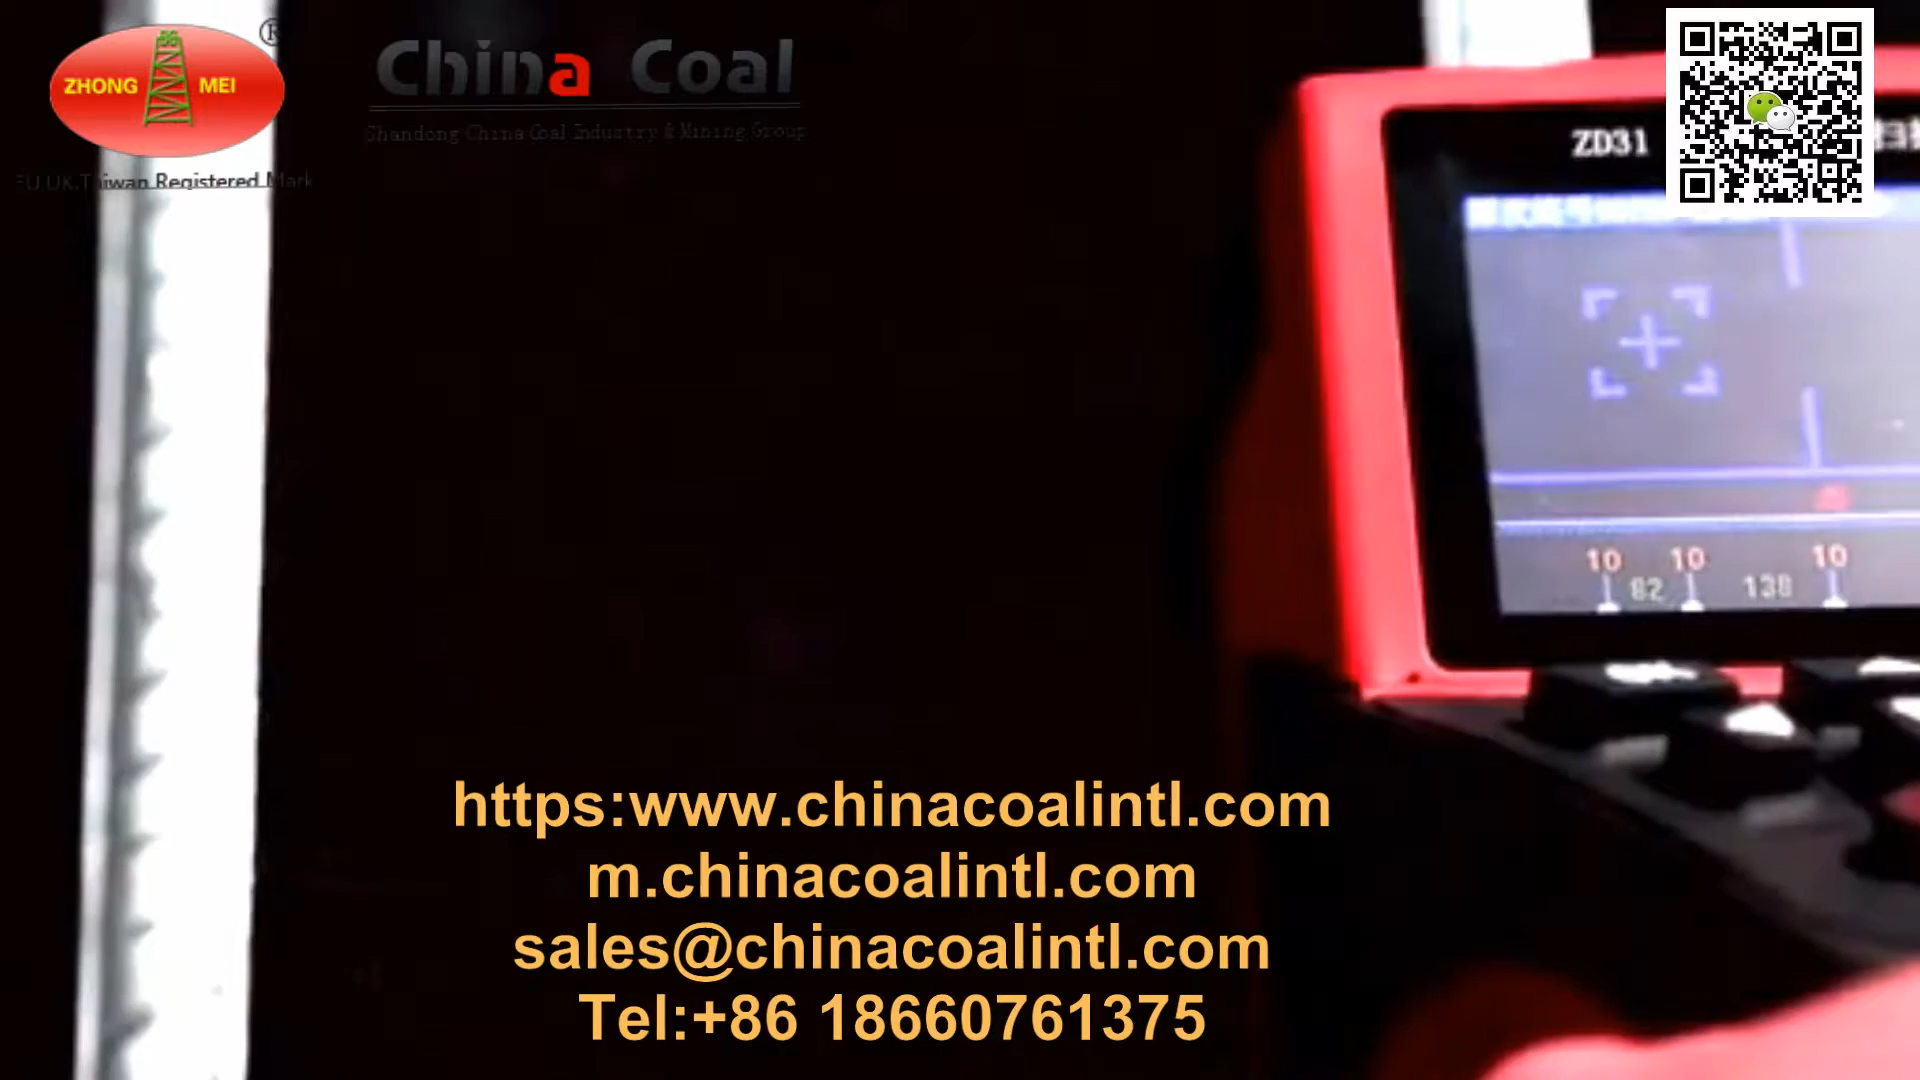 ZHONG MEI
®
EU,UK,Taiwan Registered Mark
China Coal
Shandong China Coal Industry & Mining Group
ZD31
10 10 10
82 138
https:www.chinacoalintl.com
m.chinacoalintl.com
sales@chinacoalintl.com
Tel:+86 18660761375